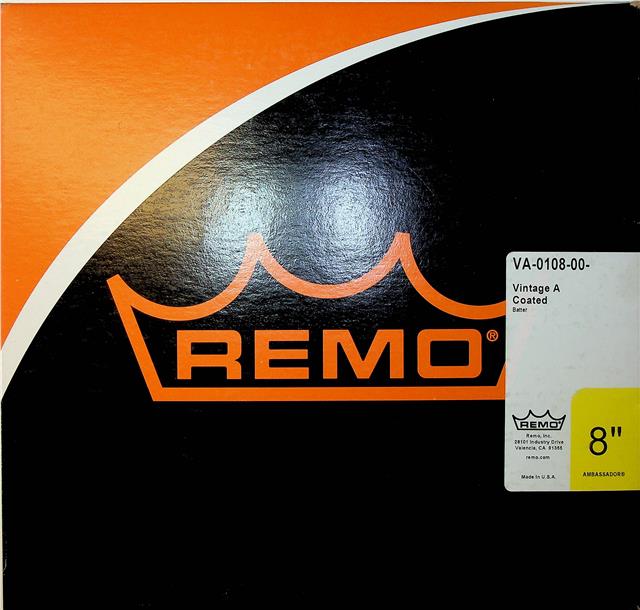 REMO®
VA-0108-00-
Vintage A
Coated
Batter
REMO
Remo, Inc.
28101 Industry Drive
Valencia, CA 91355
remo.com
Made In U.S.A.
8"
AMBASSADOR®